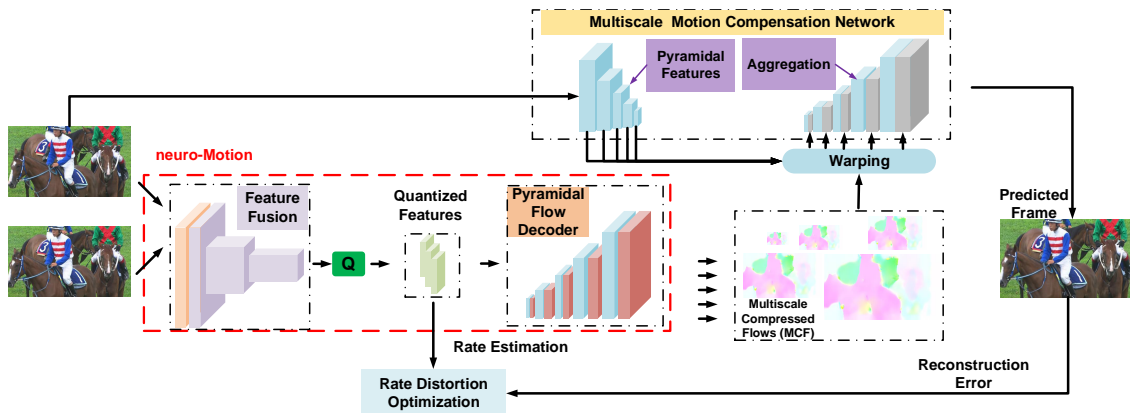 Multiscale Motion Compensation Network
Pyramidal
Features
Aggregation
neuro-Motion
Warping
Feature
Fusion
Quantized
Features
Pyramidal
Flow
Decoder
Predicted
Frame
Q
Multiscale
Compressed
Flows (MCF)
Rate Estimation
Reconstruction
Error
Rate Distortion
Optimization